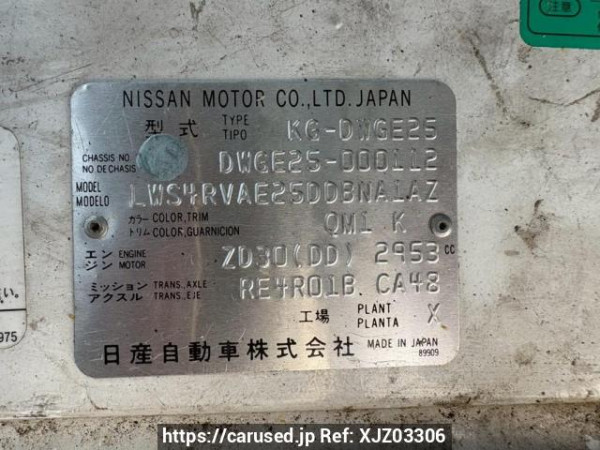 注意
NISSAN MOTOR CO.,LTD.JAPAN
型式 TYPE TIPO KG-DWGE25
CHASSIS NO NO DE CHASIS DWGE25-000112
MODEL MODELO LWS4RVAE25DDBNA1AZ
カラー COLOR,TRIM QM1 K
トリム COLOR,GUARNICION
エンジン ENGINE MOTOR ZD30(DD) 2953 cc
ミッション TRANS.,AXLE RE4R01B CA48
アクスル TRANS.,EJE
工場 PLANT PLANTA X
日産自動車株式会社 MADE IN JAPAN
89909
975
https://carused.jp Ref: XJZ03306